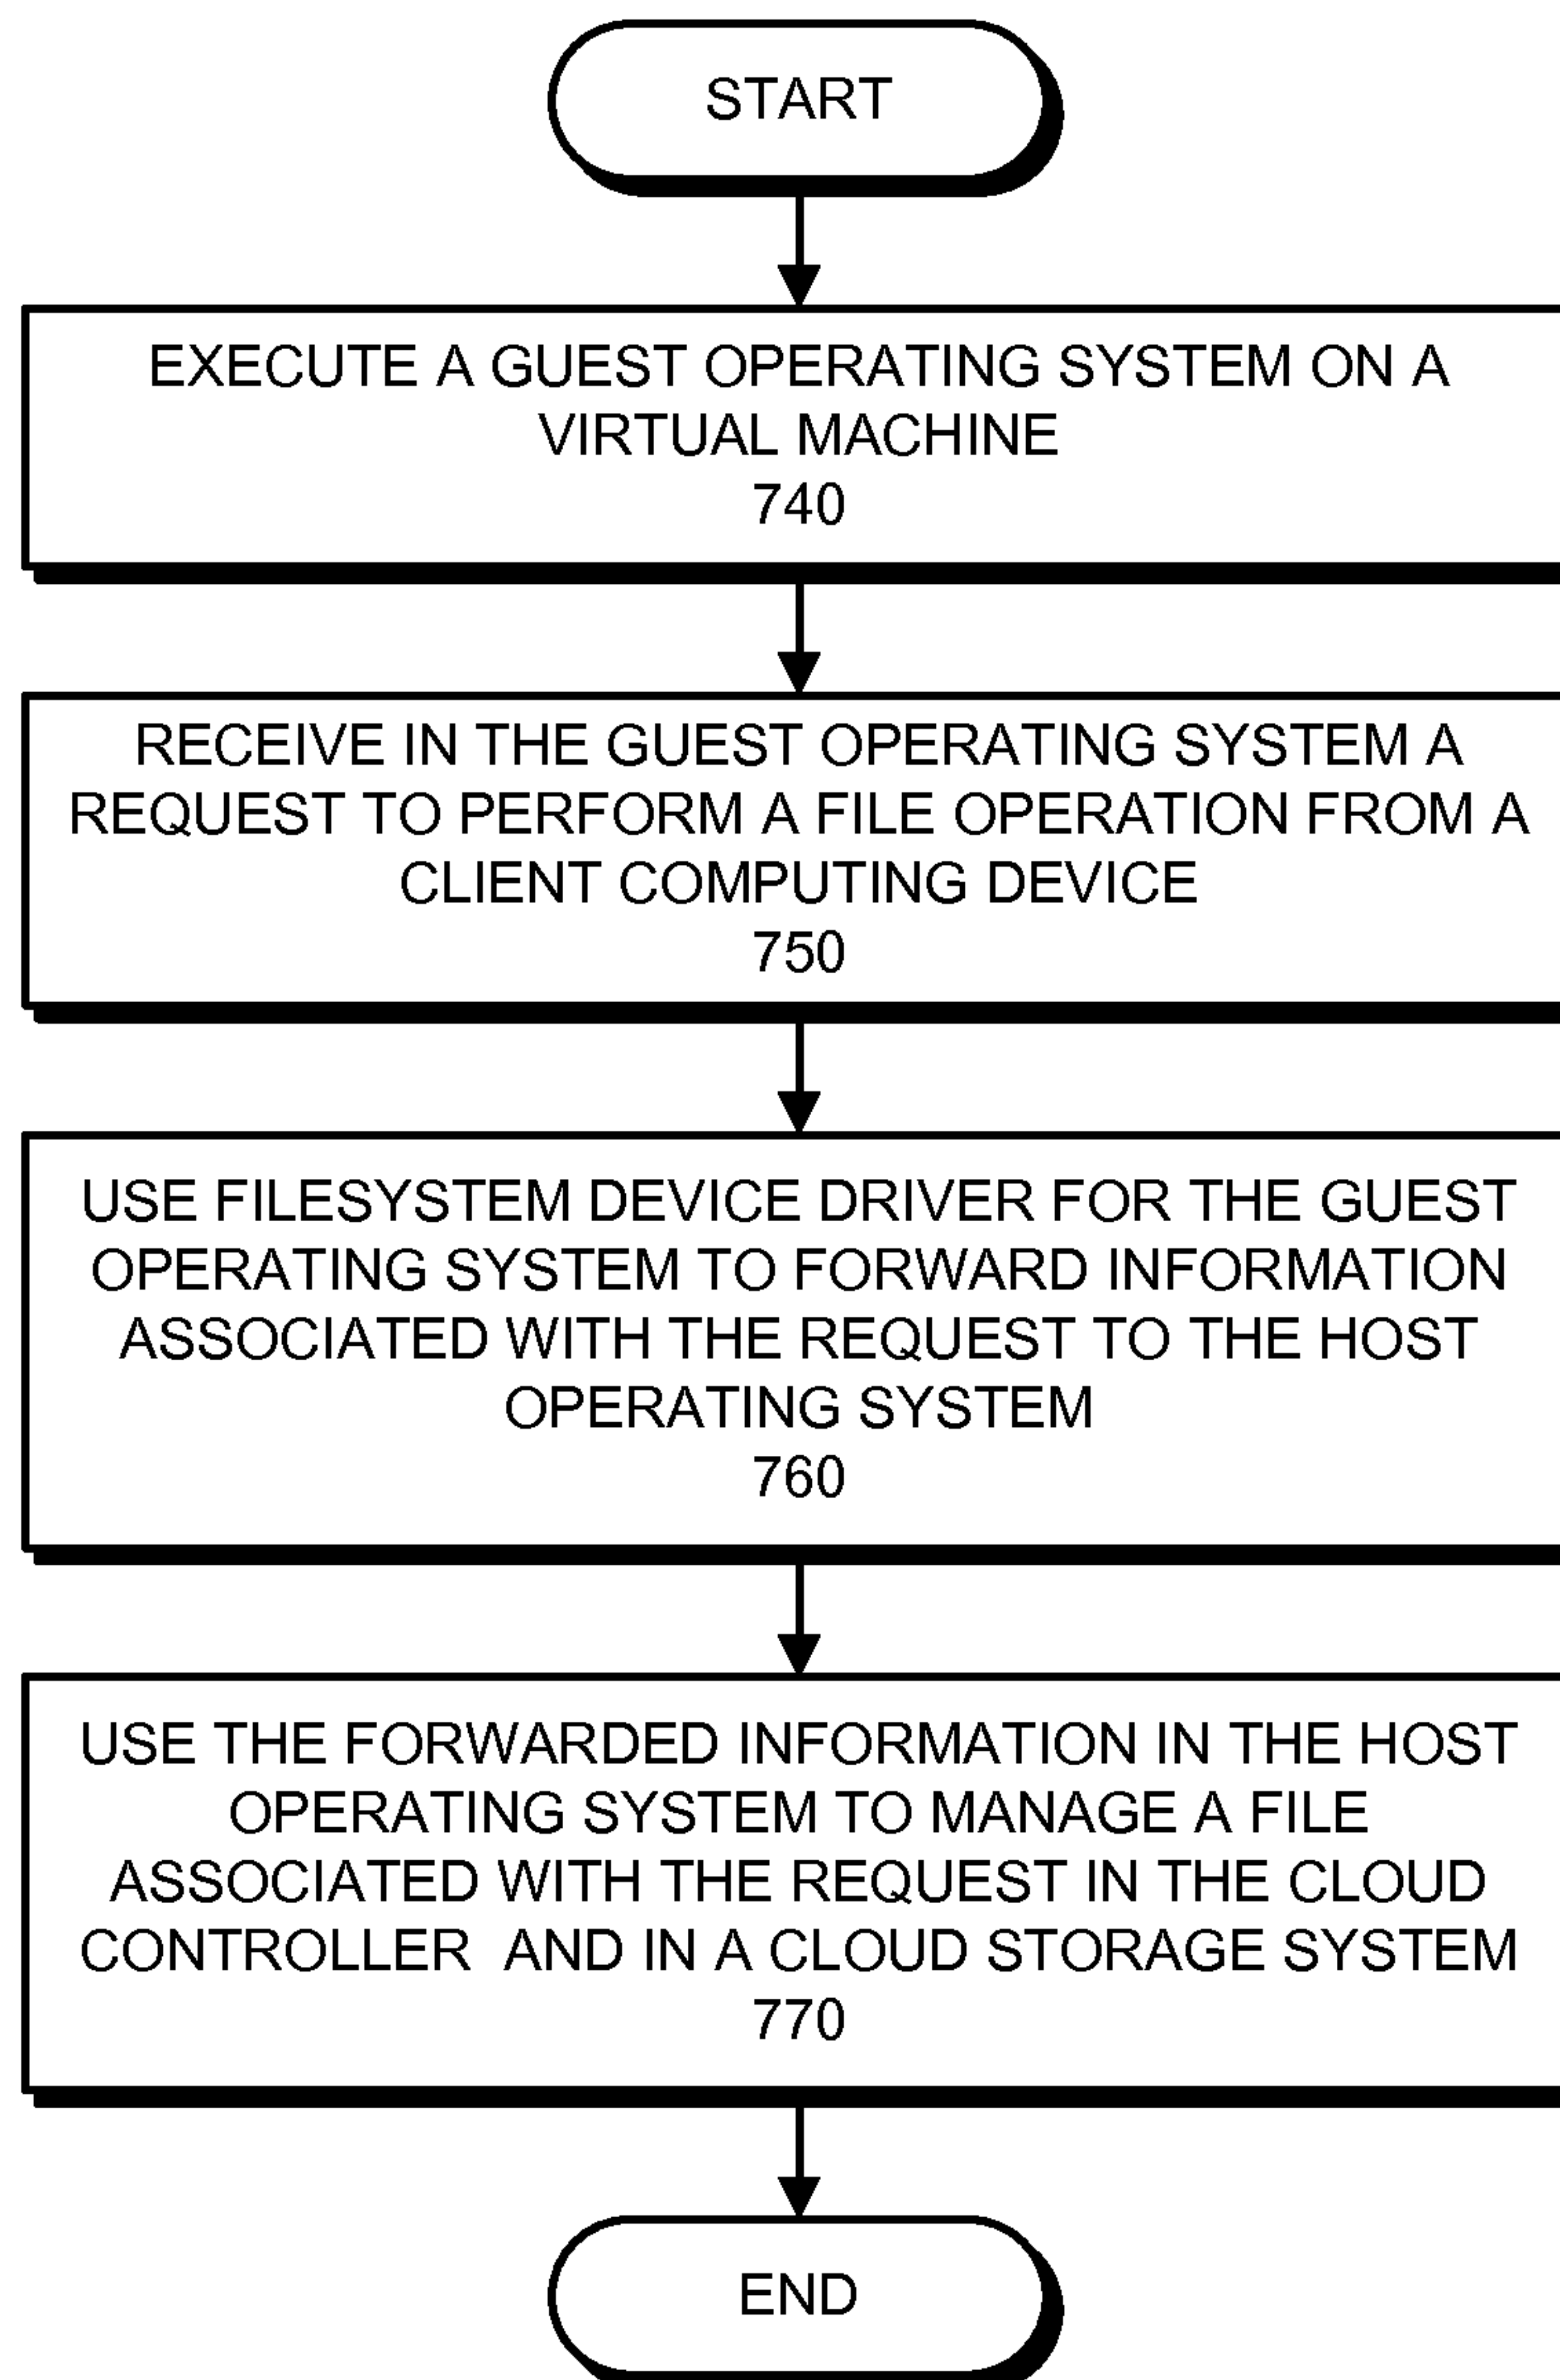 START
EXECUTE A GUEST OPERATING SYSTEM ON A
VIRTUAL MACHINE
740
RECEIVE IN THE GUEST OPERATING SYSTEM A
REQUEST TO PERFORM A FILE OPERATION FROM A
CLIENT COMPUTING DEVICE
750
USE FILESYSTEM DEVICE DRIVER FOR THE GUEST
OPERATING SYSTEM TO FORWARD INFORMATION
ASSOCIATED WITH THE REQUEST TO THE HOST
OPERATING SYSTEM
760
USE THE FORWARDED INFORMATION IN THE HOST
OPERATING SYSTEM TO MANAGE A FILE
ASSOCIATED WITH THE REQUEST IN THE CLOUD
CONTROLLER AND IN A CLOUD STORAGE SYSTEM
770
END